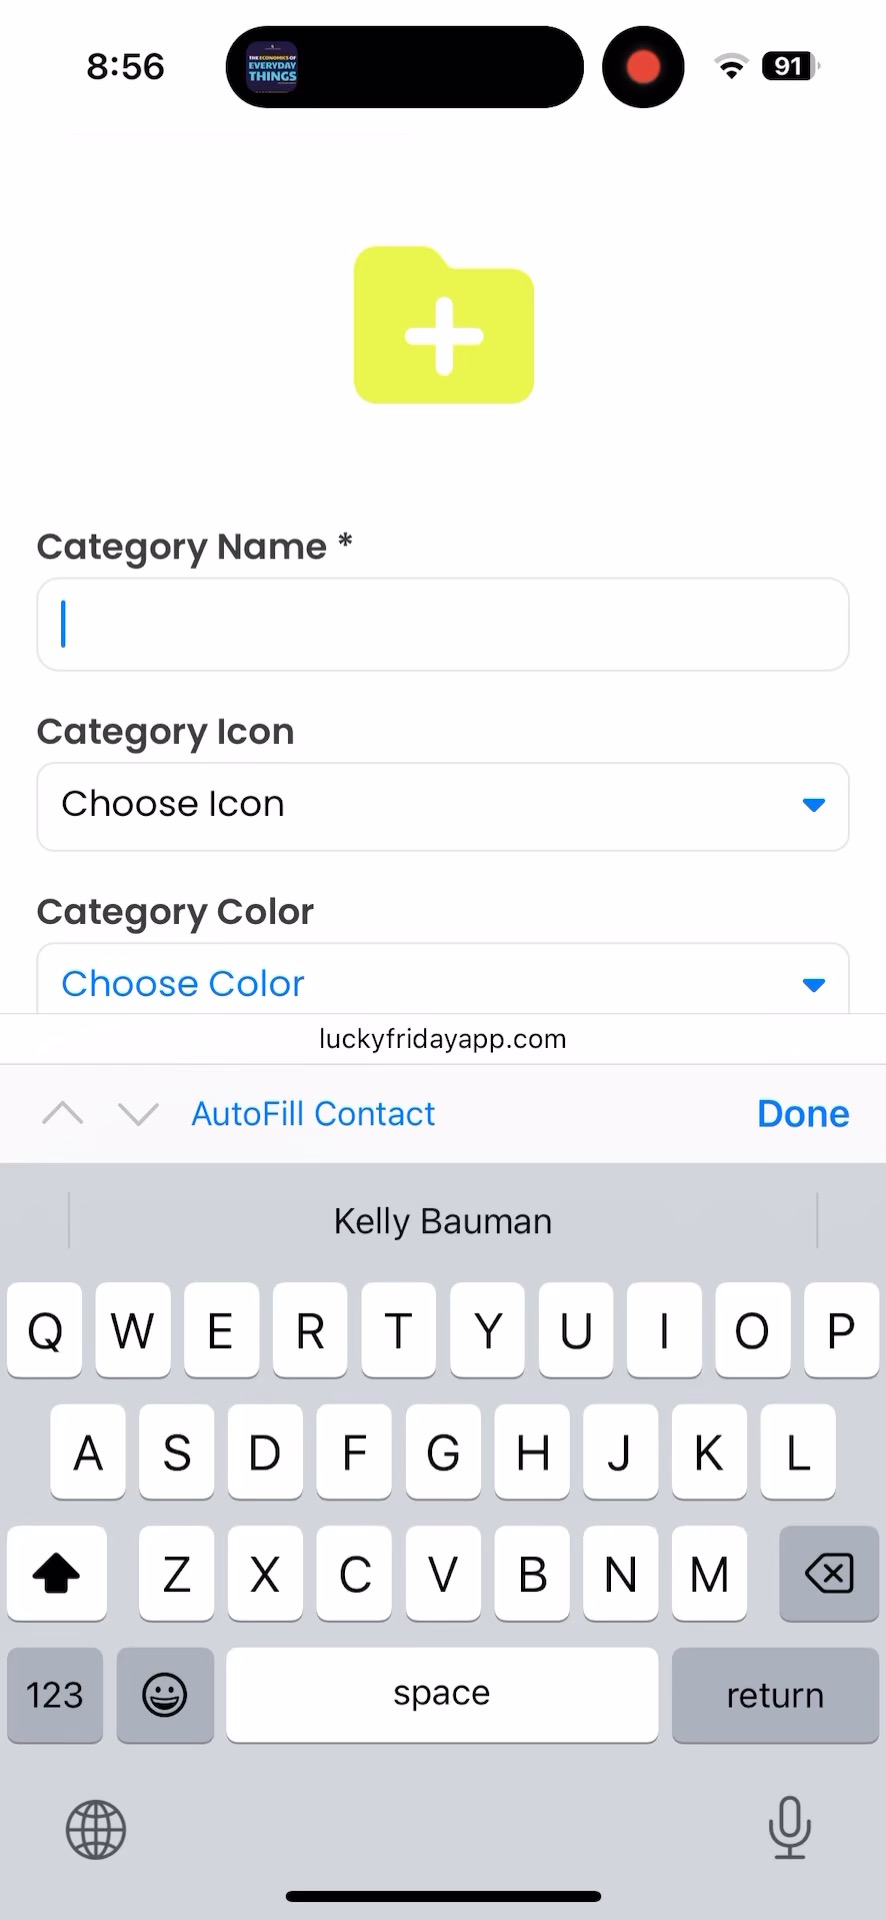 8:56
THE ECONOMICS OF
EVERYDAY
THINGS
91
Category Name *
Category Icon
Choose Icon
Category Color
Choose Color
luckyfridayapp.com
AutoFill Contact
Done
Kelly Bauman
Q W E R T Y U I O P
A S D F G H J K L
Z X C V B N M
123
space
return